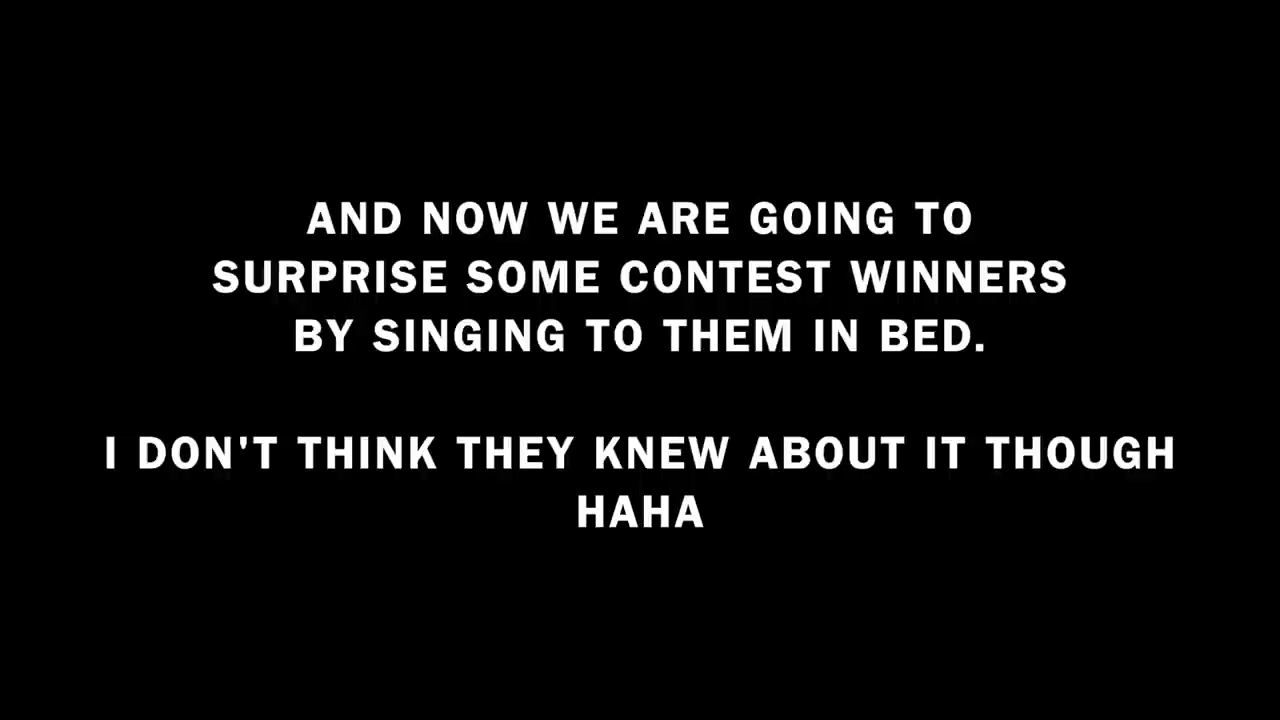 AND NOW WE ARE GOING TO
SURPRISE SOME CONTEST WINNERS
BY SINGING TO THEM IN BED.
I DON'T THINK THEY KNEW ABOUT IT THOUGH
HAHA